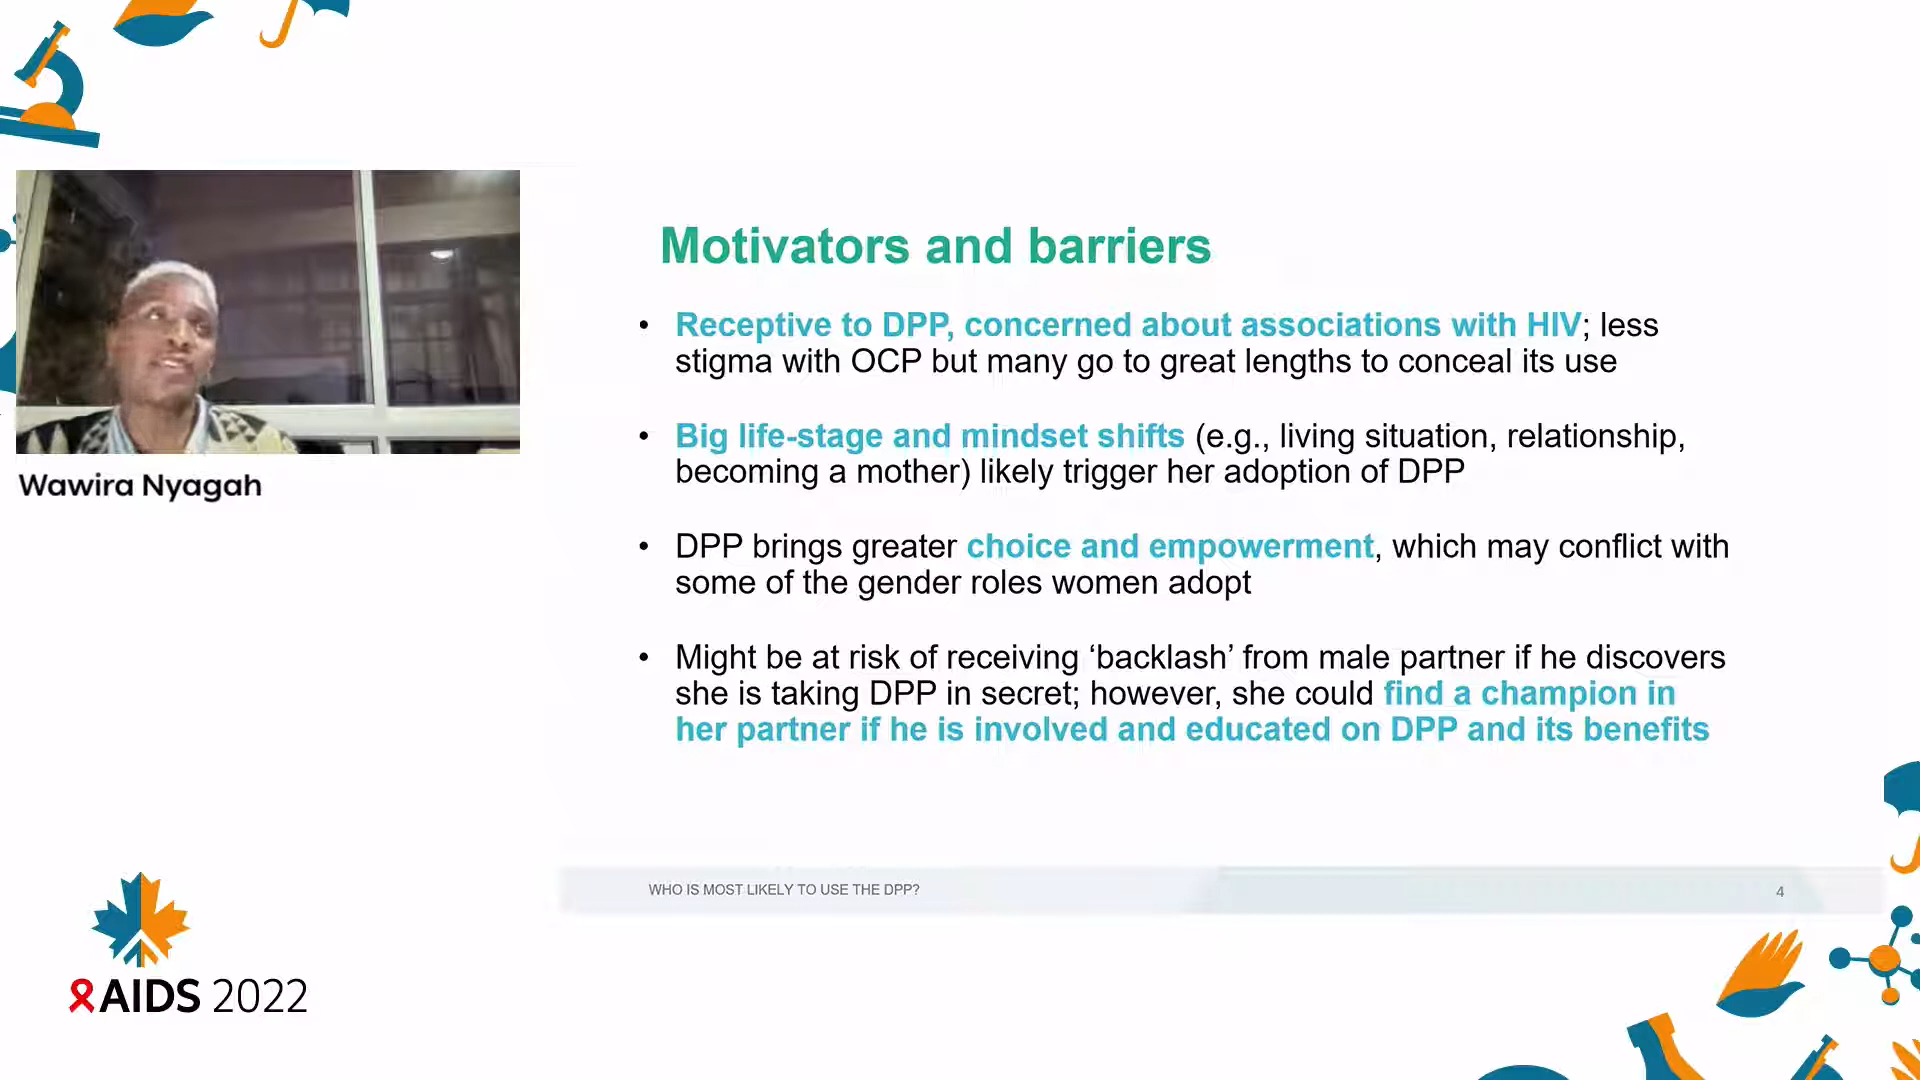 Wawira Nyagah
Motivators and barriers
• Receptive to DPP, concerned about associations with HIV; less
stigma with OCP but many go to great lengths to conceal its use
• Big life-stage and mindset shifts (e.g., living situation, relationship,
becoming a mother) likely trigger her adoption of DPP
• DPP brings greater choice and empowerment, which may conflict with
some of the gender roles women adopt
• Might be at risk of receiving ‘backlash’ from male partner if he discovers
she is taking DPP in secret; however, she could find a champion in
her partner if he is involved and educated on DPP and its benefits
WHO IS MOST LIKELY TO USE THE DPP?
4
AIDS 2022